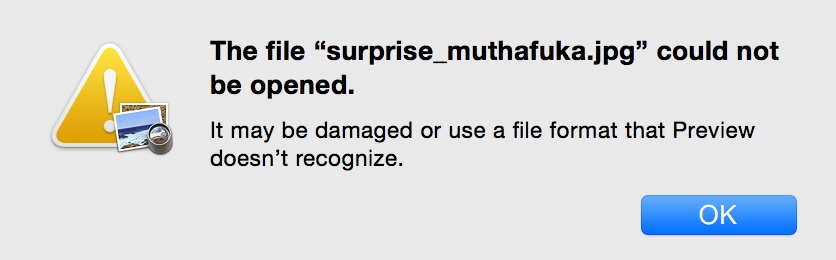 The file “surprise_muthafuka.jpg” could not
be opened.
It may be damaged or use a file format that Preview
doesn’t recognize.
OK